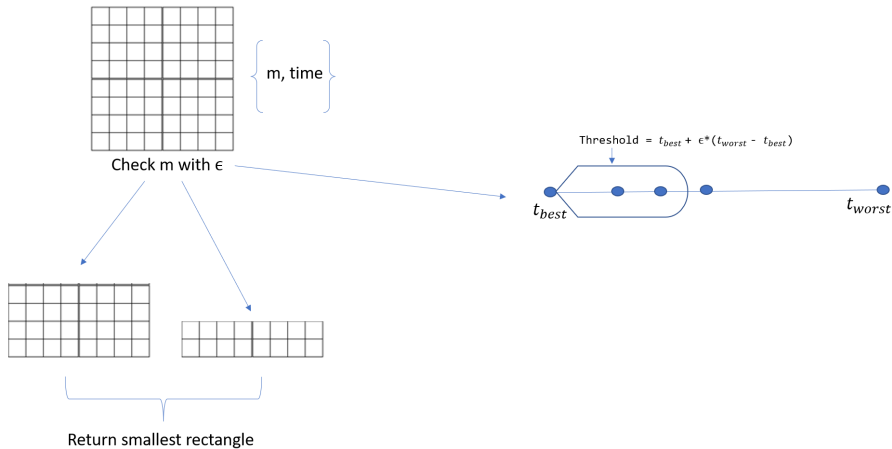 m, time
Check m with ϵ
Threshold = t_best + ϵ*(t_worst - t_best)
t_best
t_worst
Return smallest rectangle